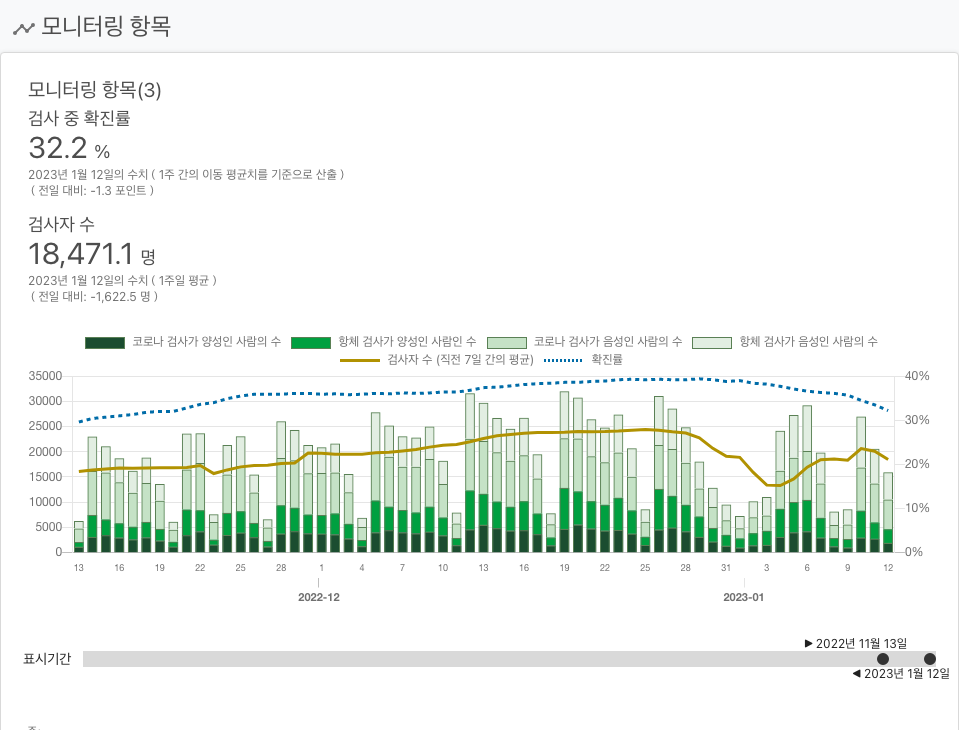 모니터링 항목
모니터링 항목(3)
검사 중 확진률
32.2 %
2023년 1월 12일의 수치 ( 1주 간의 이동 평균치를 기준으로 산출 )
( 전일 대비: -1.3 포인트 )
검사자 수
18,471.1 명
2023년 1월 12일의 수치 ( 1주일 평균 )
( 전일 대비: -1,622.5 명 )
코로나 검사가 양성인 사람의 수 항체 검사가 양성인 사람인 수 코로나 검사가 음성인 사람의 수 항체 검사가 음성인 사람의 수
검사자 수 (직전 7일 간의 평균) 확진률
35000 40%
30000
25000 30%
20000
15000 20%
10000 10%
5000
0 0%
13 16 19 22 25 28 1 4 7 10 13 16 19 22 25 28 31 3 6 9 12
2022-12 2023-01
▶ 2022년 11월 13일
표시기간
◀ 2023년 1월 12일